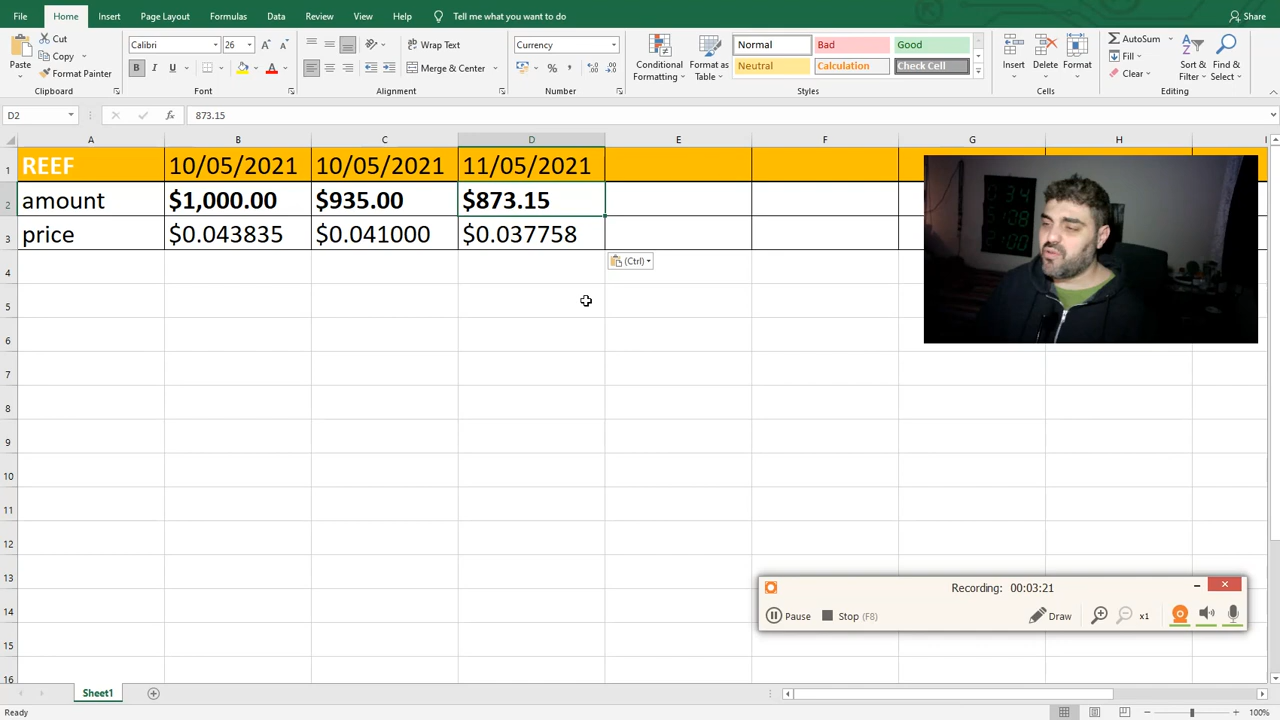 File Home Insert Page Layout Formulas Data Review View Help Tell me what you want to do Share
Paste Cut Calibri 26 Wrap Text Currency Conditional Formatting Format as Table Normal Bad Good Insert Delete Format AutoSum Sort & Filter Find & Select
Copy Fill
Format Painter B I U A Merge & Center $ % , Neutral Calculation Check Cell Clear
Clipboard Font Alignment Number Styles Cells Editing
D2 fx 873.15
A B C D E F G H I
1 REEF 10/05/2021 10/05/2021 11/05/2021
2 amount $1,000.00 $935.00 $873.15
3 price $0.043835 $0.041000 $0.037758
4 (Ctrl)
5
6
7
8
9
10
11
12
13
14
15
16
Recording: 00:03:21
Pause Stop (F8) Draw x1
Sheet1
Ready 100%